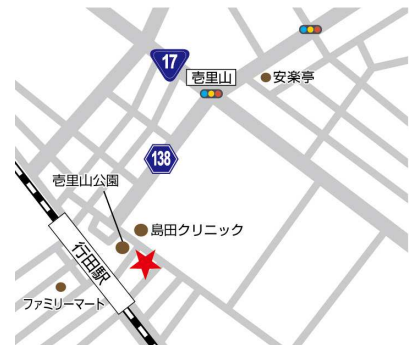 17
壱里山
安楽亭
138
壱里山公園
島田クリニック
行田駅
ファミリーマート